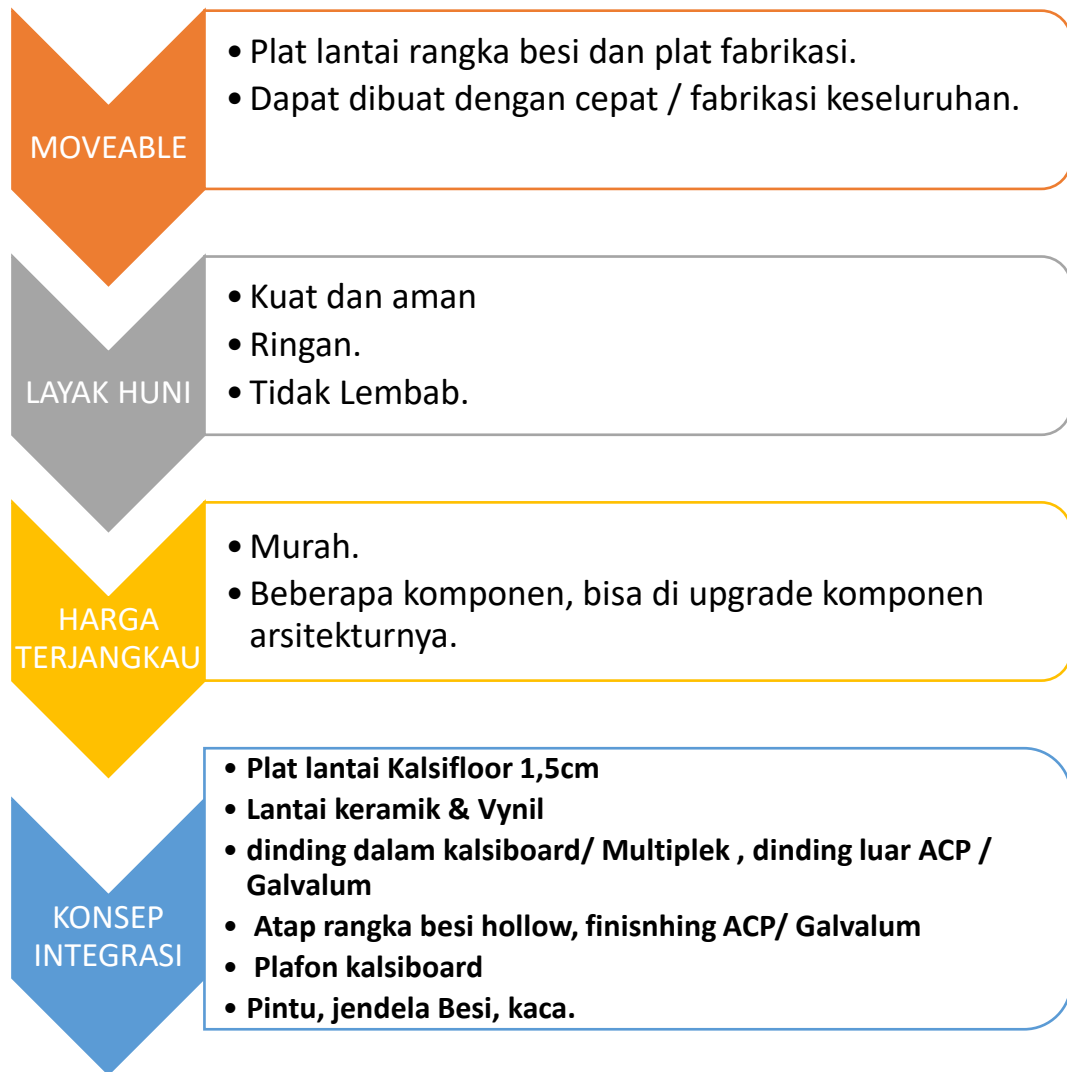 MOVEABLE
• Plat lantai rangka besi dan plat fabrikasi.
• Dapat dibuat dengan cepat / fabrikasi keseluruhan.
LAYAK HUNI
• Kuat dan aman
• Ringan.
• Tidak Lembab.
HARGA
TERJANGKAU
• Murah.
• Beberapa komponen, bisa di upgrade komponen
arsitekturnya.
KONSEP
INTEGRASI
• Plat lantai Kalsifloor 1,5cm
• Lantai keramik & Vynil
• dinding dalam kalsiboard/ Multiplek , dinding luar ACP /
Galvalum
• Atap rangka besi hollow, finisnhing ACP/ Galvalum
• Plafon kalsiboard
• Pintu, jendela Besi, kaca.